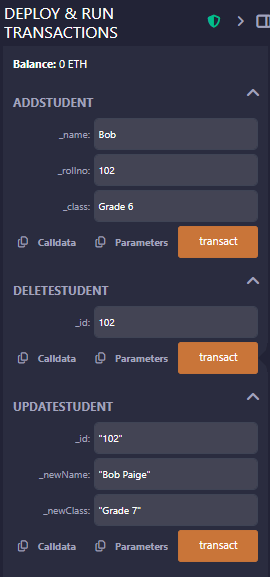 DEPLOY & RUN
TRANSACTIONS
Balance: 0 ETH
ADDSTUDENT
_name: Bob
_rollno: 102
_class: Grade 6
Calldata Parameters transact
DELETESTUDENT
_id: 102
Calldata Parameters transact
UPDATESTUDENT
_id: "102"
_newName: "Bob Paige"
_newClass: "Grade 7"
Calldata Parameters transact